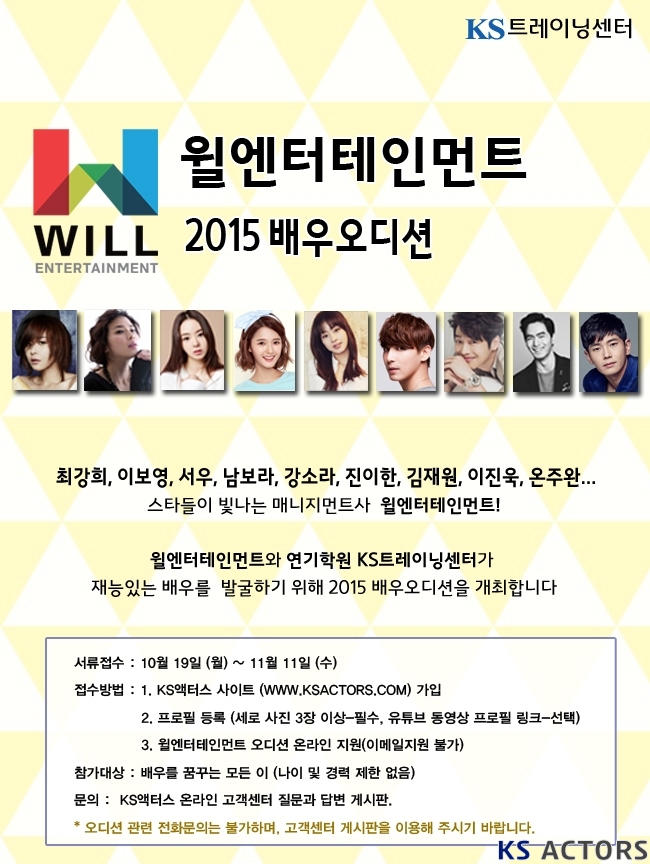 KS트레이닝센터
윌엔터테인먼트
WILL
ENTERTAINMENT
2015 배우오디션
최강희, 이보영, 서우, 남보라, 강소라, 진이한, 김재원, 이진욱, 온주완...
스타들이 빛나는 매니지먼트사 윌엔터테인먼트!
윌엔터테인먼트와 연기학원 KS트레이닝센터가
재능있는 배우를 발굴하기 위해 2015 배우오디션을 개최합니다
서류접수 : 10월 19일 (월) ~ 11월 11일 (수)
접수방법 : 1. KS액터스 사이트 (WWW.KSACTORS.COM) 가입
2. 프로필 등록 (세로 사진 3장 이상-필수, 유튜브 동영상 프로필 링크-선택)
3. 윌엔터테인먼트 오디션 온라인 지원(이메일지원 불가)
참가대상 : 배우를 꿈꾸는 모든 이 (나이 및 경력 제한 없음)
문의 : KS액터스 온라인 고객센터 질문과 답변 게시판.
* 오디션 관련 전화문의는 불가하며, 고객센터 게시판을 이용해 주시기 바랍니다.
KS ACTORS